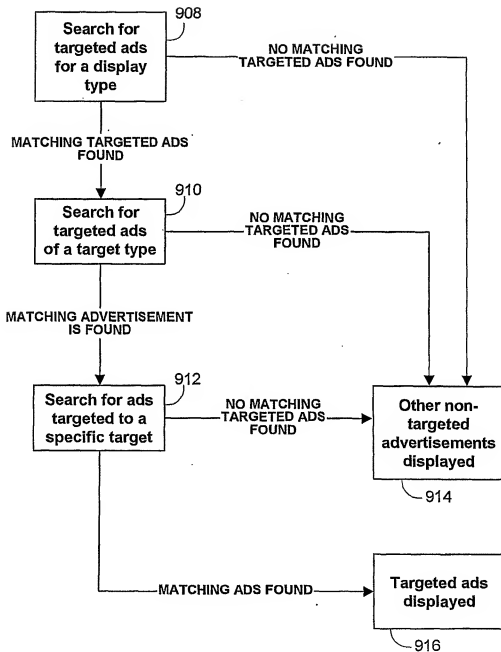 Search for
targeted ads
for a display
type
908
NO MATCHING
TARGETED ADS FOUND
MATCHING TARGETED ADS
FOUND
910
Search for
targeted ads
of a target type
NO MATCHING
TARGETED ADS
FOUND
MATCHING ADVERTISEMENT
IS FOUND
912
Search for ads
targeted to a
specific target
NO MATCHING
TARGETED ADS
FOUND
Other non-
targeted
advertisements
displayed
914
MATCHING ADS FOUND
Targeted ads
displayed
916